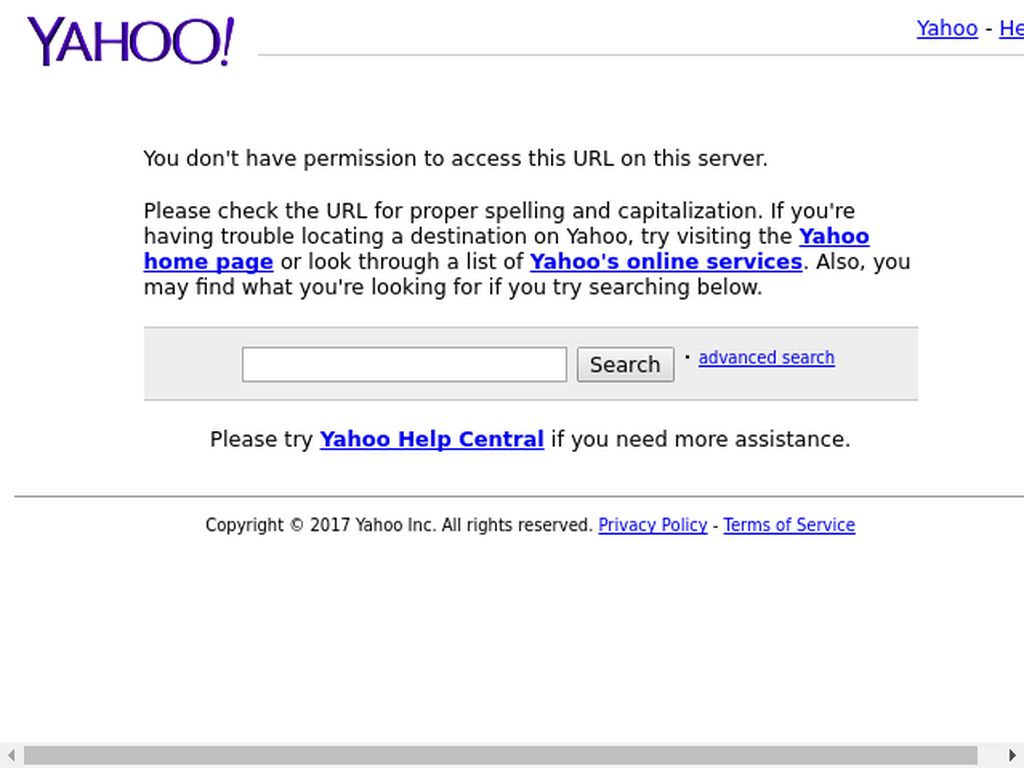 YAHOO!
Yahoo - He
You don't have permission to access this URL on this server.
Please check the URL for proper spelling and capitalization. If you're
having trouble locating a destination on Yahoo, try visiting the Yahoo
home page or look through a list of Yahoo's online services. Also, you
may find what you're looking for if you try searching below.
Search · advanced search
Please try Yahoo Help Central if you need more assistance.
Copyright © 2017 Yahoo Inc. All rights reserved. Privacy Policy - Terms of Service